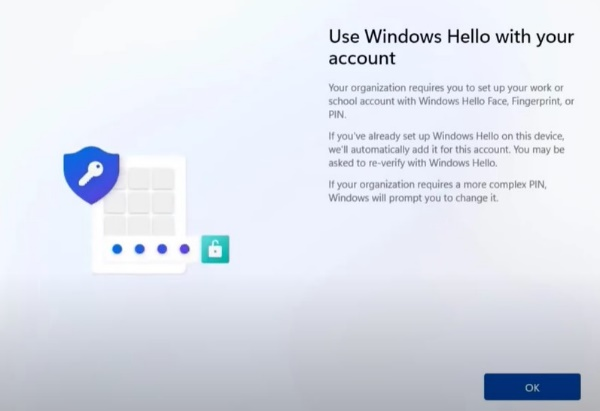 Use Windows Hello with your
account
Your organization requires you to set up your work or
school account with Windows Hello Face, Fingerprint, or
PIN.
If you've already set up Windows Hello on this device,
we'll automatically add it for this account. You may be
asked to re-verify with Windows Hello.
If your organization requires a more complex PIN,
Windows will prompt you to change it.
OK